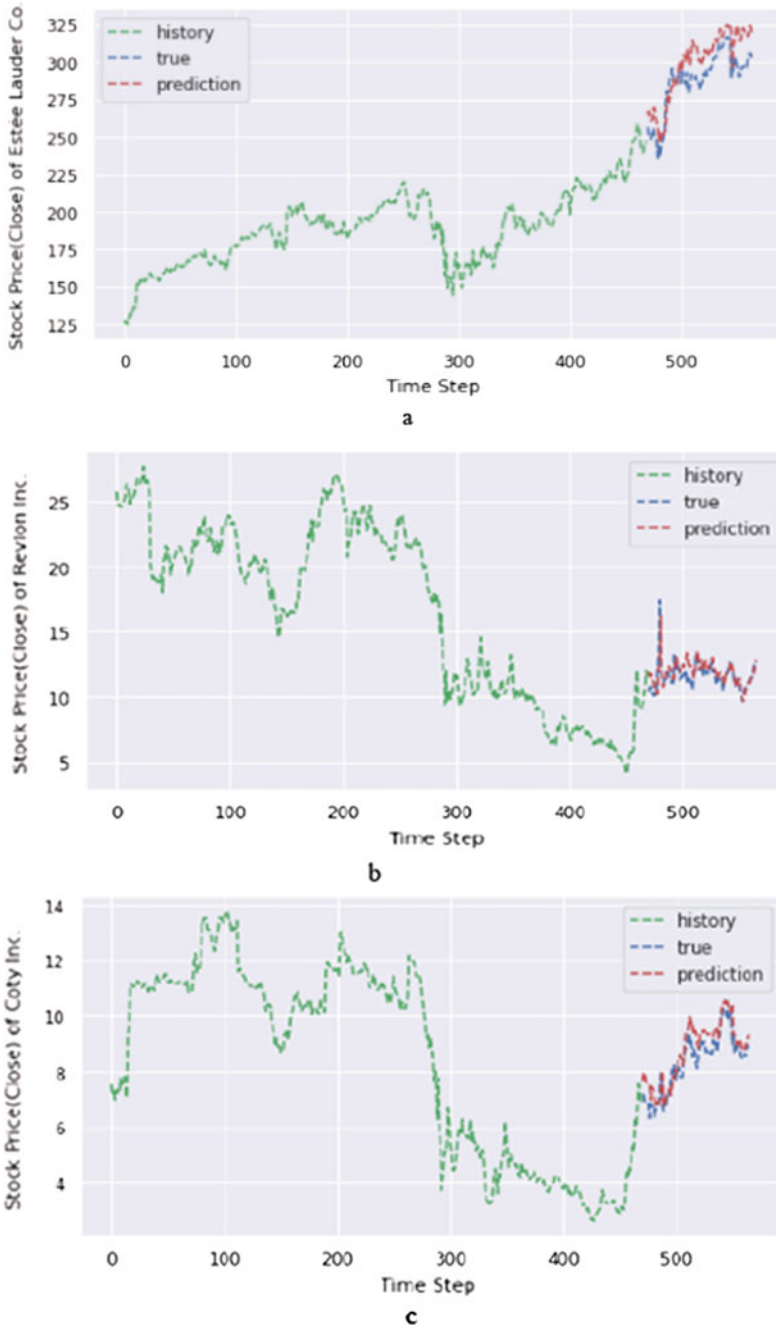 Stock Price(Close) of Estée Lauder Co.
325
300
275
250
225
200
175
150
125
history
true
prediction
0 100 200 300 400 500
Time Step
a
Stock Price(Close) of Revlon Inc.
25
20
15
10
5
history
true
prediction
0 100 200 300 400 500
Time Step
b
Stock Price(Close) of Coty Inc.
14
12
10
8
6
4
history
true
prediction
0 100 200 300 400 500
Time Step
c